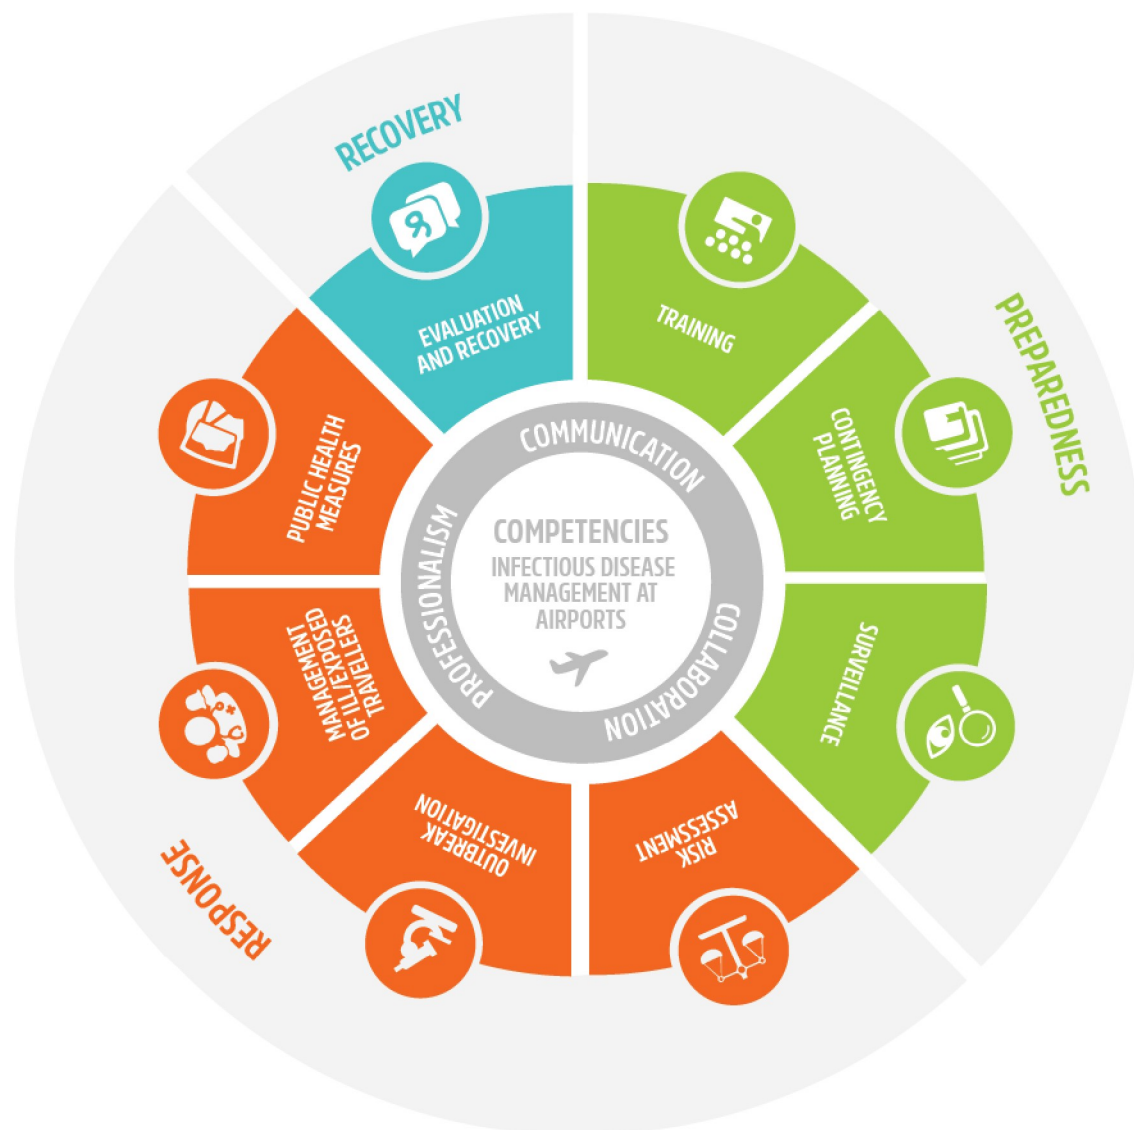 RECOVERY
EVALUATION
AND RECOVERY
TRAINING
PREPAREDNESS
CONTINGENCY
PLANNING
SURVEILLANCE
RISK
ASSESSMENT
OUTBREAK
INVESTIGATION
RESPONSE
MANAGEMENT
OF ILL/EXPOSED
TRAVELLERS
PUBLIC HEALTH
MEASURES
COMMUNICATION
COLLABORATION
PROFESSIONALISM
COMPETENCIES
INFECTIOUS DISEASE
MANAGEMENT AT
AIRPORTS